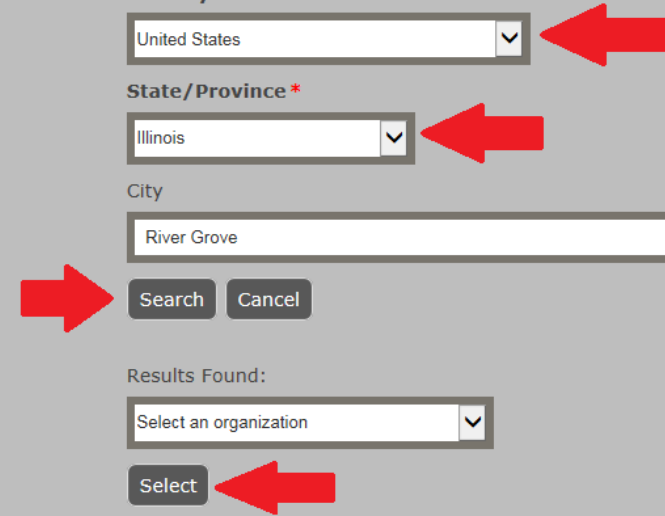 United States
State/Province *
Illinois
City
River Grove
Search Cancel
Results Found:
Select an organization
Select